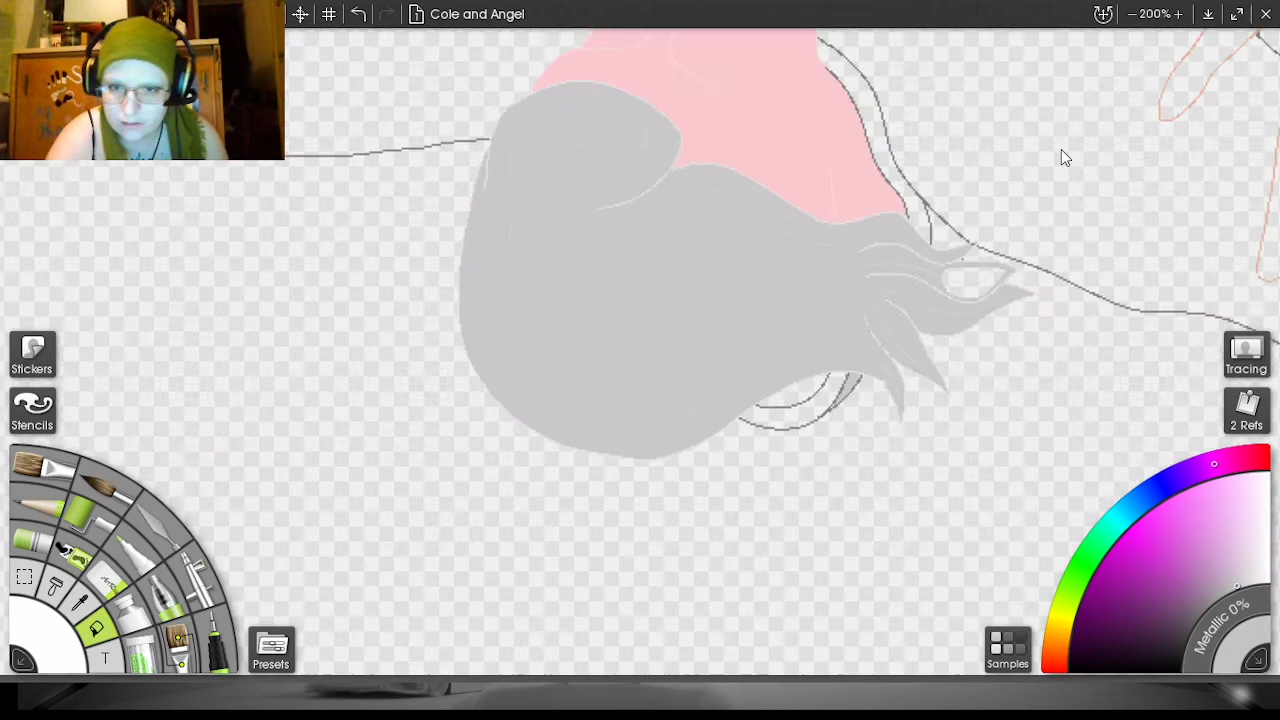 Cole and Angel
200%
Stickers
Stencils
Tracing
2 Refs
Metallic 0%
T
Presets
Samples